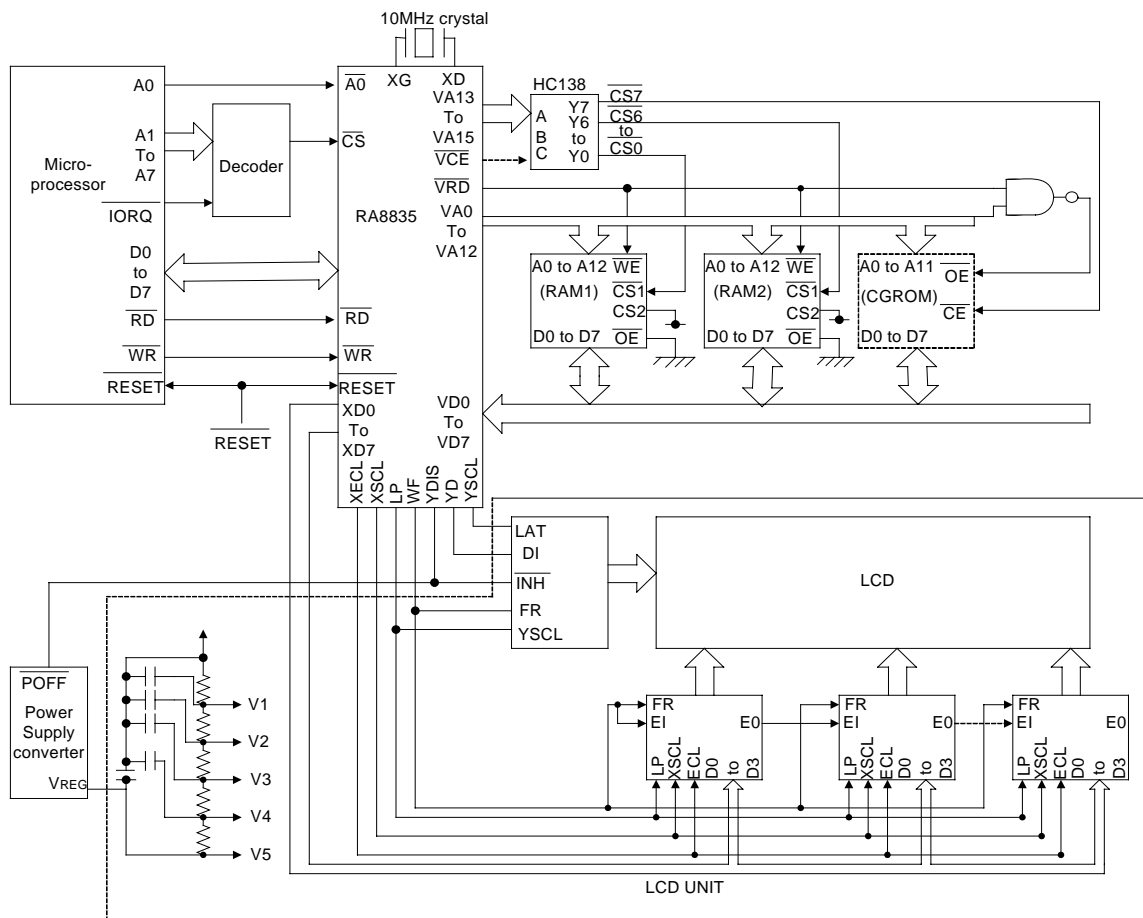 10MHz crystal
Micro-
processor
A0
A1
To
A7
IORQ
D0
to
D7
RD
WR
RESET
Decoder
RESET
XG
XD
A0
CS
RA8835
RD
WR
RESET
XD0
To
XD7
VA13
To
VA15
VCE
VRD
VA0
To
VA12
VD0
To
VD7
XECL
XSCL
LP
WF
YDIS
YD
YSCL
HC138
A
B
C
Y7
Y6
to
Y0
CS7
CS6
to
CS0
A0 to A12
WE
(RAM1)
CS1
CS2
D0 to D7
OE
A0 to A12
WE
(RAM2)
CS1
CS2
D0 to D7
OE
A0 to A11
OE
(CGROM)
CE
D0 to D7
LAT
DI
INH
FR
YSCL
LCD
POFF
Power
Supply
converter
VREG
V1
V2
V3
V4
V5
FR
EI
E0
LP
XSCL
ECL
D0
to
D3
FR
EI
E0
LP
XSCL
ECL
D0
to
D3
FR
EI
E0
LP
XSCL
ECL
D0
to
D3
LCD UNIT